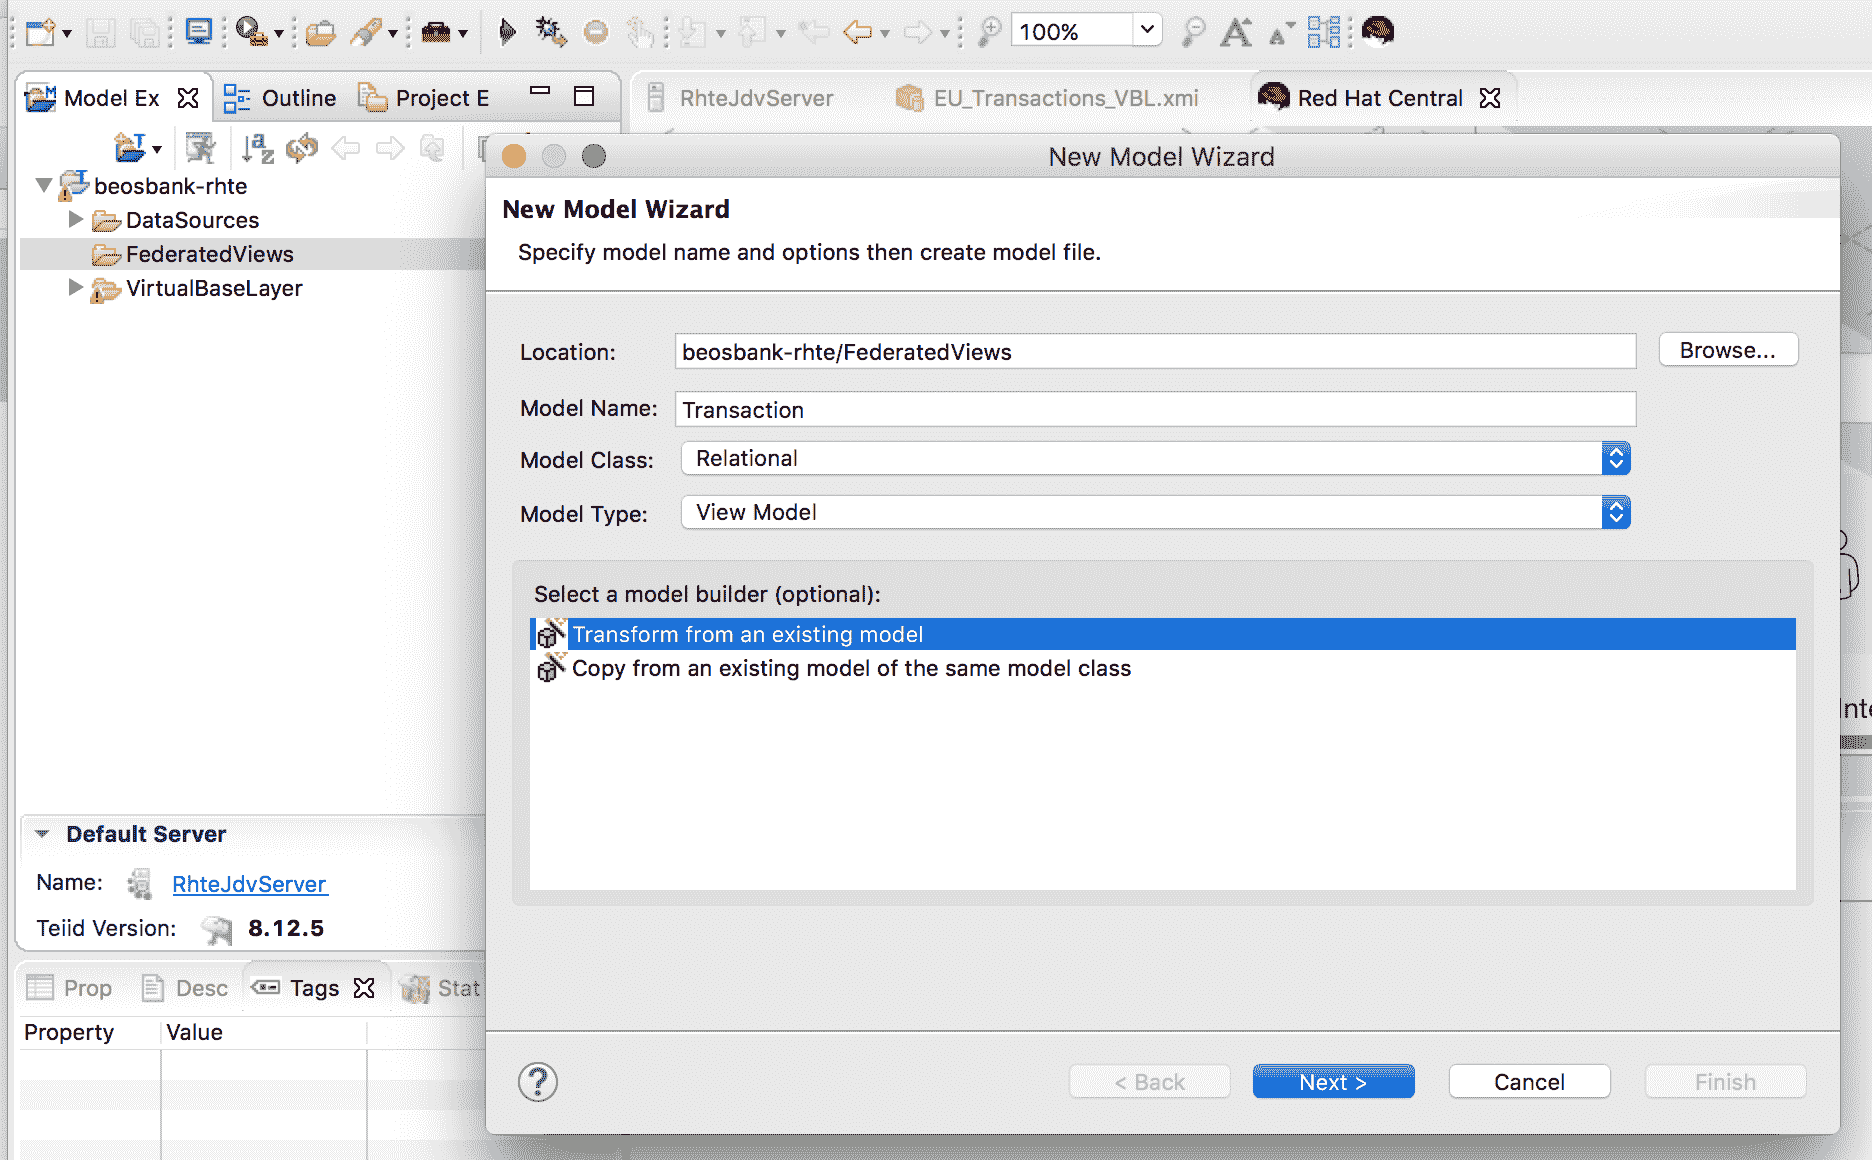 100%
Model Ex
Outline
Project E
RhteJdvServer
EU_Transactions_VBL.xmi
Red Hat Central
New Model Wizard
beosbank-rhte
DataSources
FederatedViews
VirtualBaseLayer
New Model Wizard
Specify model name and options then create model file.
Location: beosbank-rhte/FederatedViews Browse...
Model Name: Transaction
Model Class: Relational
Model Type: View Model
Select a model builder (optional):
Transform from an existing model
Copy from an existing model of the same model class
Default Server
Name: RhteJdvServer
Teiid Version: 8.12.5
Prop
Desc
Tags
Stat
Property Value
? < Back Next > Cancel Finish